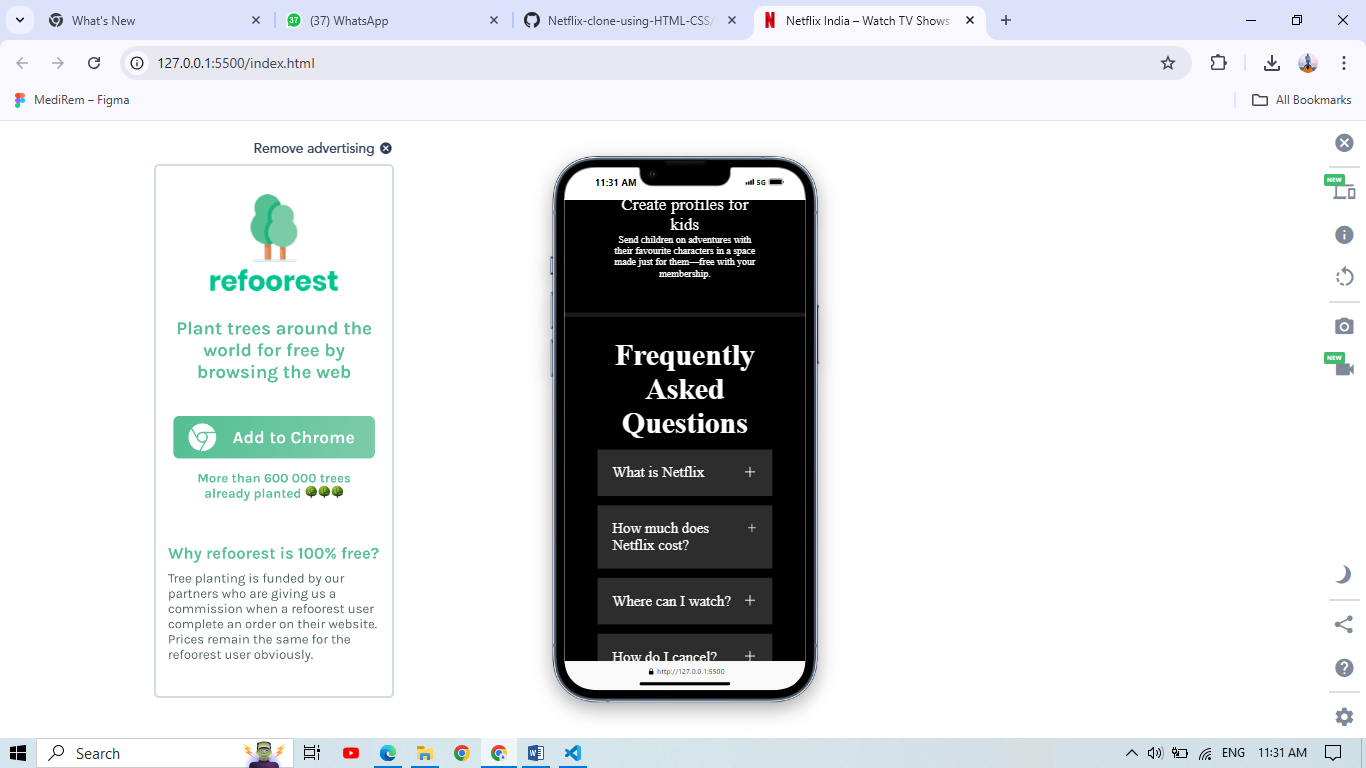 What's New
37
(37) WhatsApp
Netflix-clone-using-HTML-CSS/
Netflix India – Watch TV Shows
127.0.0.1:5500/index.html
MediRem – Figma
All Bookmarks
Remove advertising
refoorest
Plant trees around the
world for free by
browsing the web
Add to Chrome
More than 600 000 trees
already planted 🌳🌳🌳
Why refoorest is 100% free?
Tree planting is funded by our
partners who are giving us a
commission when a refoorest user
complete an order on their website.
Prices remain the same for the
refoorest user obviously.
11:31 AM
5G
Create profiles for
kids
Send children on adventures with
their favourite characters in a space
made just for them—free with your
membership.
Frequently
Asked
Questions
What is Netflix
How much does
Netflix cost?
Where can I watch?
How do I cancel?
http://127.0.0.1:5500
NEW
NEW
Search
ENG
11:31 AM